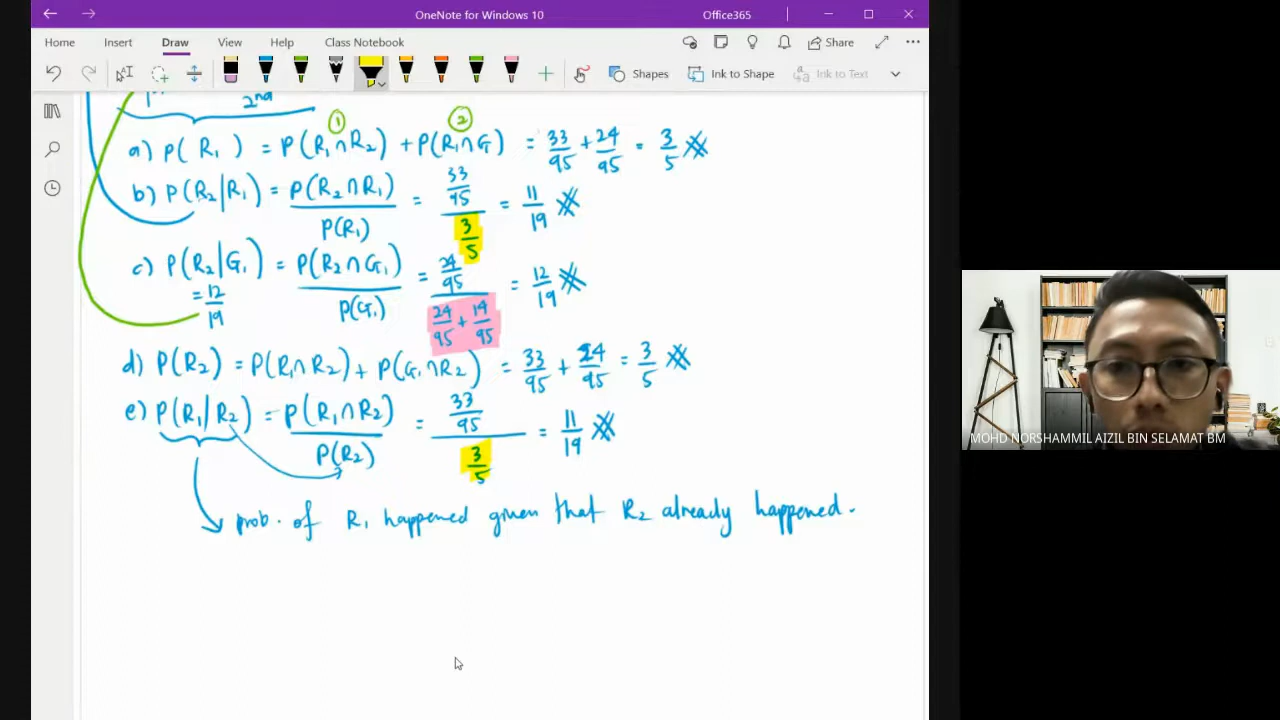 OneNote for Windows 10
Office365
Home Insert Draw View Help Class Notebook
Share
Shapes Ink to Shape Ink to Text
2nd
① ②
a) P( R₁ ) = P(R₁∩R₂) + P(R₁∩G) = 33/95 + 24/95 = 3/5
b) P(R₂|R₁) = P(R₂∩R₁)/P(R₁) = (33/95)/(3/5) = 11/19
c) P(R₂|G₁) = P(R₂∩G₁)/P(G₁) = (24/95)/(24/95 + 14/95) = 12/19
= 12/19
d) P(R₂) = P(R₁∩R₂) + P(G₁∩R₂) = 33/95 + 24/95 = 3/5
e) P(R₁|R₂) = P(R₁∩R₂)/P(R₂) = (33/95)/(3/5) = 11/19
prob. of R₁ happened given that R₂ already happened.
MOHD NORSHAMMIL AIZIL BIN SELAMAT BM